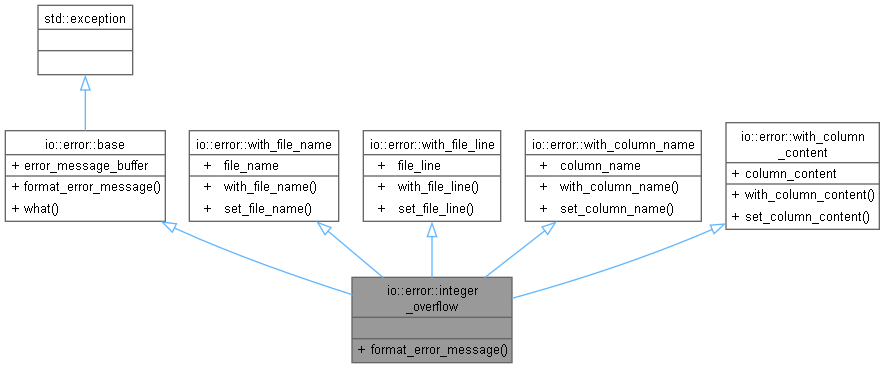 std::exception
io::error::base
+ error_message_buffer
+ format_error_message()
+ what()
io::error::with_file_name
+ file_name
+ with_file_name()
+ set_file_name()
io::error::with_file_line
+ file_line
+ with_file_line()
+ set_file_line()
io::error::with_column_name
+ column_name
+ with_column_name()
+ set_column_name()
io::error::with_column
_content
+ column_content
+ with_column_content()
+ set_column_content()
io::error::integer
_overflow
+ format_error_message()